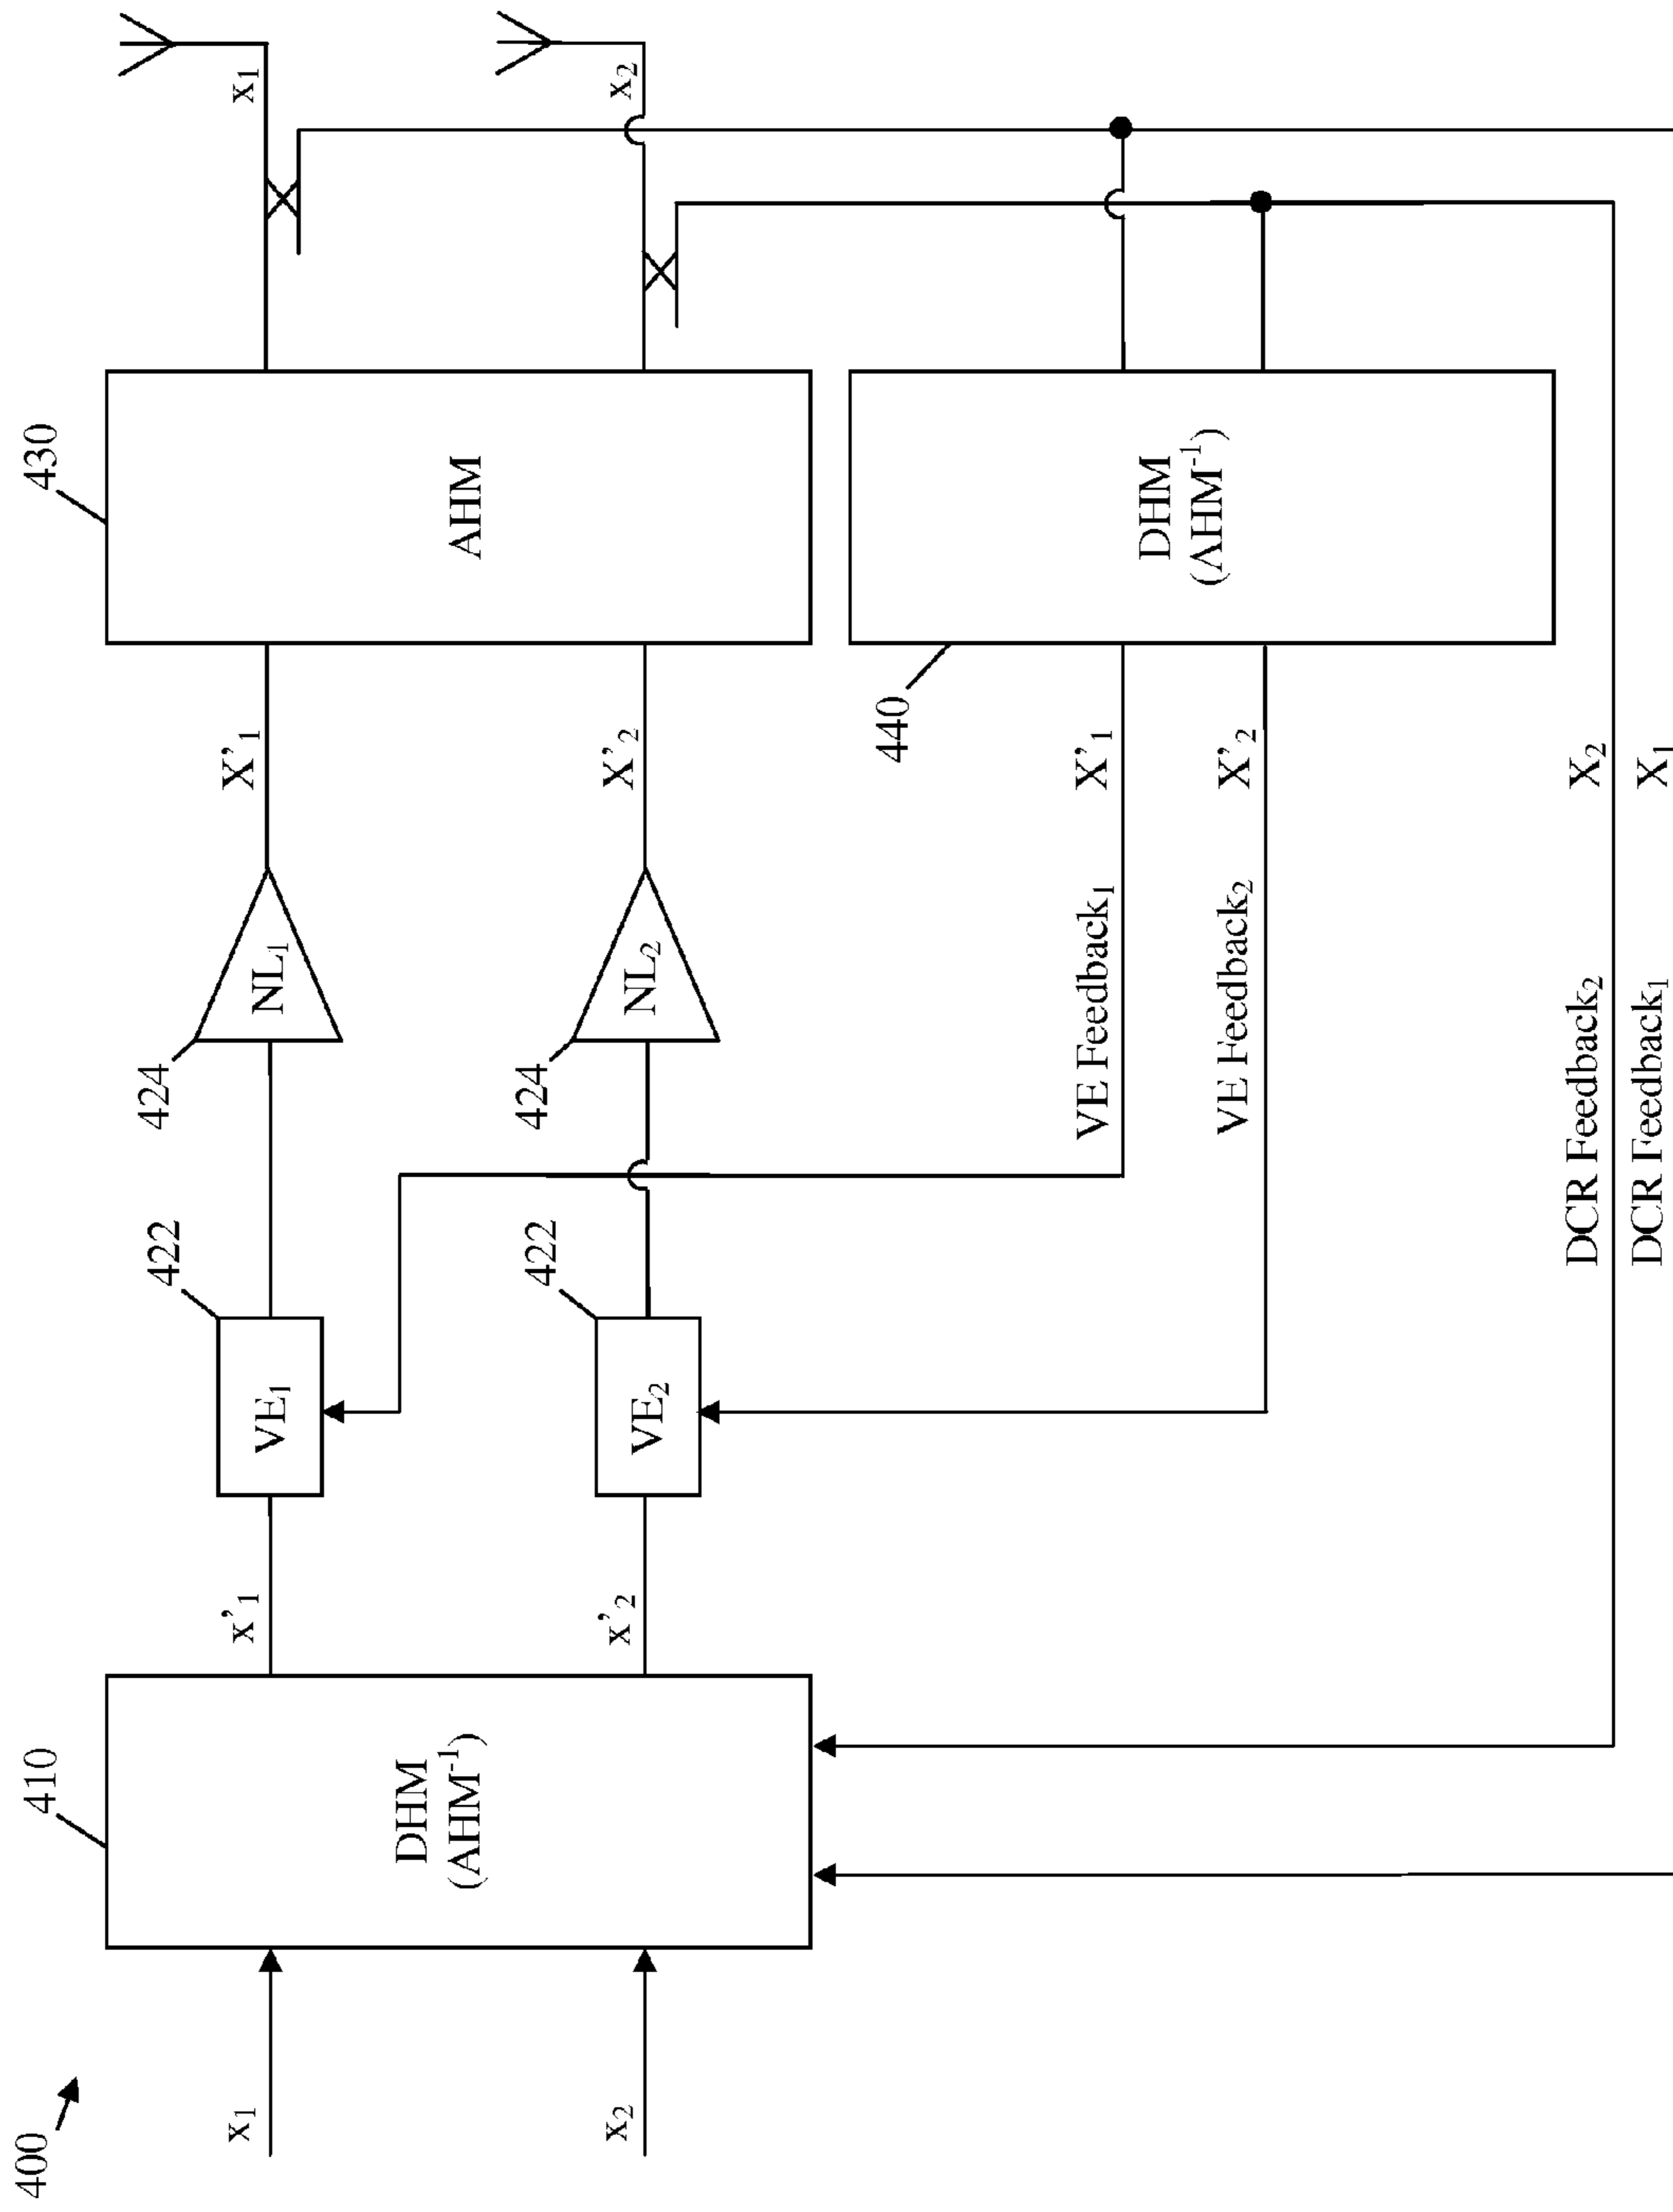 400
x₁
x₂
410
DHM
(AHM⁻¹)
x'₁
x'₂
422
VE₁
422
VE₂
424
NL₁
424
NL₂
X'₁
X'₂
430
AHM
x₁
x₂
440
DHM
(AHM⁻¹)
VE Feedback₁ X'₁
VE Feedback₂ X'₂
DCR Feedback₂ X₂
DCR Feedback₁ X₁